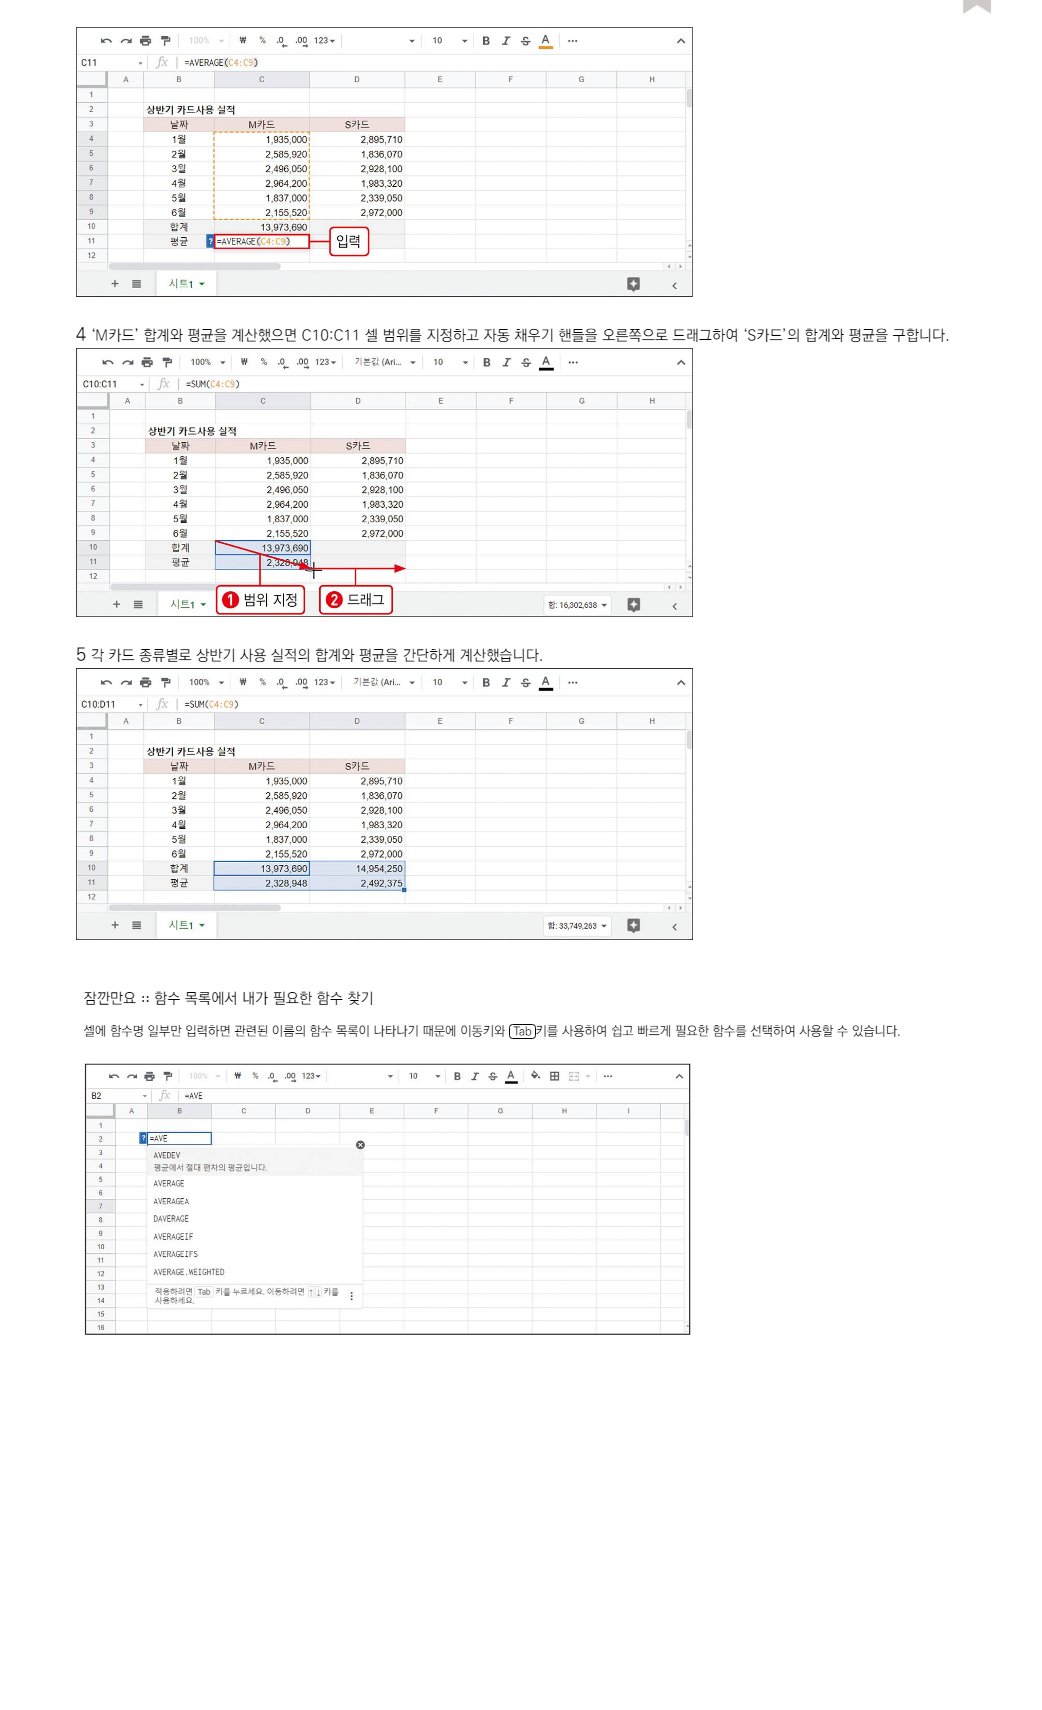 100% ₩ % .0 .00 123 10 B I S A
C11 fx =AVERAGE(C4:C9)
A B C D E F G H
1
2 상반기 카드사용 실적
3 날짜 M카드 S카드
4 1월 1,935,000 2,895,710
5 2월 2,585,920 1,836,070
6 3월 2,496,050 2,928,100
7 4월 2,964,200 1,983,320
8 5월 1,837,000 2,339,050
9 6월 2,155,520 2,972,000
10 합계 13,973,690
11 평균 ? =AVERAGE(C4:C9) 입력
12
시트1
4 ‘M카드’ 합계와 평균을 계산했으면 C10:C11 셀 범위를 지정하고 자동 채우기 핸들을 오른쪽으로 드래그하여 ‘S카드’의 합계와 평균을 구합니다.
100% ₩ % .0 .00 123 기본값 (Ari... 10 B I S A
C10:C11 fx =SUM(C4:C9)
A B C D E F G H
1
2 상반기 카드사용 실적
3 날짜 M카드 S카드
4 1월 1,935,000 2,895,710
5 2월 2,585,920 1,836,070
6 3월 2,496,050 2,928,100
7 4월 2,964,200 1,983,320
8 5월 1,837,000 2,339,050
9 6월 2,155,520 2,972,000
10 합계 13,973,690
11 평균 2,328,948
12
시트1 1 범위 지정 2 드래그 합: 16,302,638
5 각 카드 종류별로 상반기 사용 실적의 합계와 평균을 간단하게 계산했습니다.
100% ₩ % .0 .00 123 기본값 (Ari... 10 B I S A
C10:D11 fx =SUM(C4:C9)
A B C D E F G H
1
2 상반기 카드사용 실적
3 날짜 M카드 S카드
4 1월 1,935,000 2,895,710
5 2월 2,585,920 1,836,070
6 3월 2,496,050 2,928,100
7 4월 2,964,200 1,983,320
8 5월 1,837,000 2,339,050
9 6월 2,155,520 2,972,000
10 합계 13,973,690 14,954,250
11 평균 2,328,948 2,492,375
12
시트1 합: 33,749,263
잠깐만요 :: 함수 목록에서 내가 필요한 함수 찾기
셀에 함수명 일부만 입력하면 관련된 이름의 함수 목록이 나타나기 때문에 이동키와 Tab키를 사용하여 쉽고 빠르게 필요한 함수를 선택하여 사용할 수 있습니다.
100% ₩ % .0 .00 123 10 B I S A
B2 fx =AVE
A B C D E F G H I
1
2 ? =AVE
3 AVEDEV
4 평균에서 절대 편차의 평균입니다.
5 AVERAGE
6
7 AVERAGEA
8 DAVERAGE
9 AVERAGEIF
10
11 AVERAGEIFS
12 AVERAGE.WEIGHTED
13 적용하려면 Tab 키를 누르세요. 이동하려면 ↑ ↓ 키를
14 사용하세요.
15
16